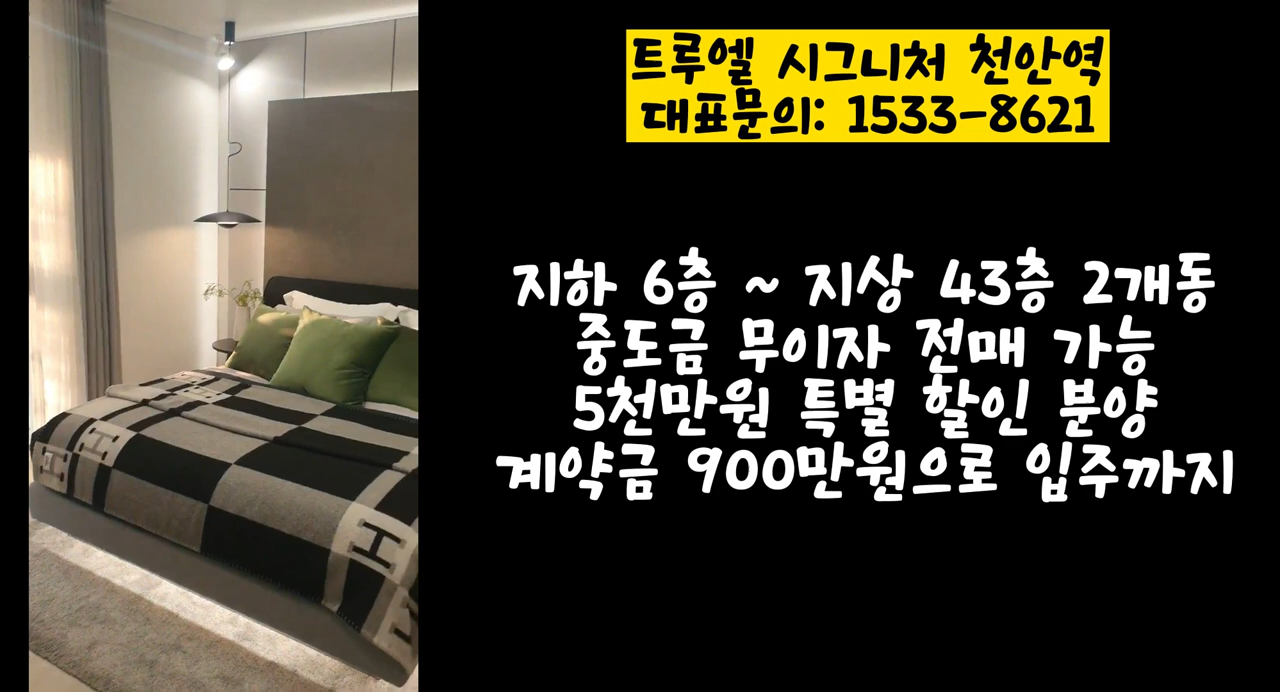 트루엘 시그니처 천안역
대표문의: 1533-8621
지하 6층 ~ 지상 43층 2개동
중도금 무이자 전매 가능
5천만원 특별 할인 분양
계약금 900만원으로 입주까지
H H
H
H